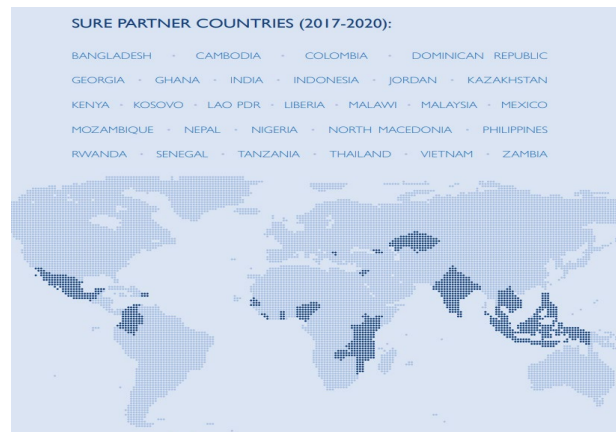 SURE PARTNER COUNTRIES (2017-2020):
BANGLADESH · CAMBODIA · COLOMBIA · DOMINICAN REPUBLIC
GEORGIA · GHANA · INDIA · INDONESIA · JORDAN · KAZAKHSTAN
KENYA · KOSOVO · LAO PDR · LIBERIA · MALAWI · MALAYSIA · MEXICO
MOZAMBIQUE · NEPAL · NIGERIA · NORTH MACEDONIA · PHILIPPINES
RWANDA · SENEGAL · TANZANIA · THAILAND · VIETNAM · ZAMBIA